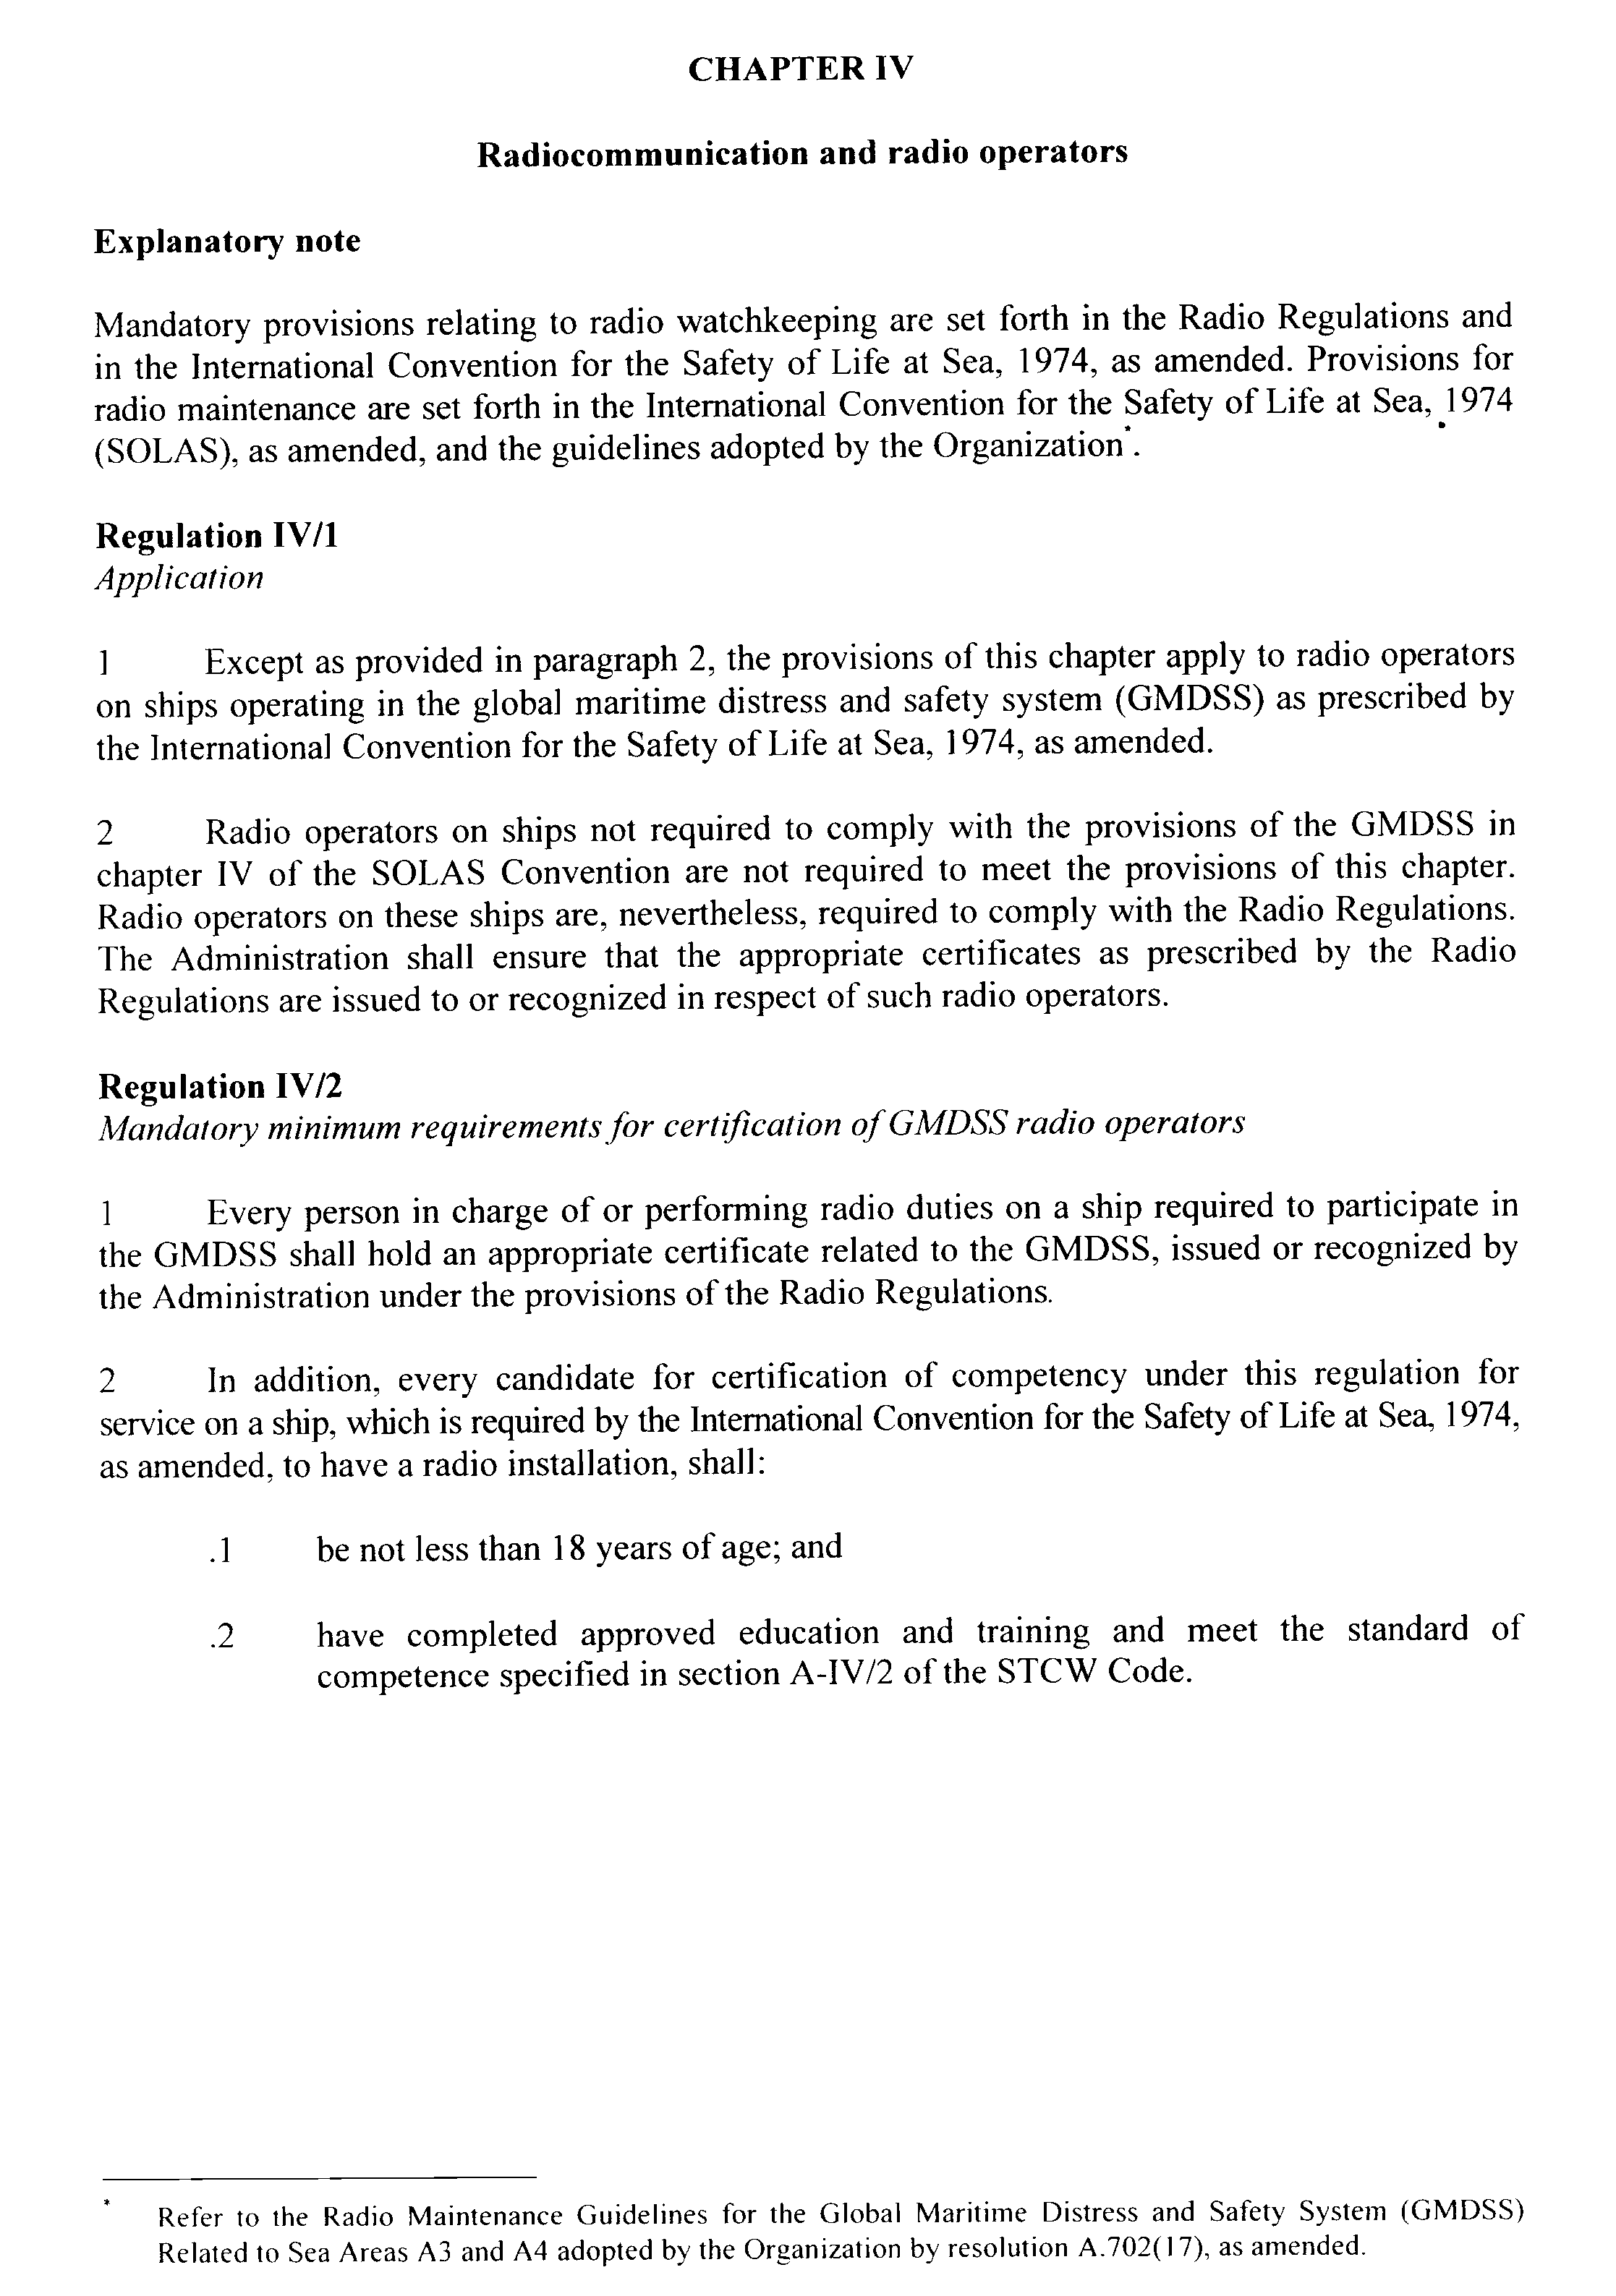 CHAPTER IV
Radiocommunication and radio operators
Explanatory note
Mandatory provisions relating to radio watchkeeping are set forth in the Radio Regulations and
in the International Convention for the Safety of Life at Sea, 1974, as amended. Provisions for
radio maintenance are set forth in the International Convention for the Safety of Life at Sea, 1974
(SOLAS), as amended, and the guidelines adopted by the Organization*.
Regulation IV/1
Application
1 Except as provided in paragraph 2, the provisions of this chapter apply to radio operators
on ships operating in the global maritime distress and safety system (GMDSS) as prescribed by
the International Convention for the Safety of Life at Sea, 1974, as amended.
2 Radio operators on ships not required to comply with the provisions of the GMDSS in
chapter IV of the SOLAS Convention are not required to meet the provisions of this chapter.
Radio operators on these ships are, nevertheless, required to comply with the Radio Regulations.
The Administration shall ensure that the appropriate certificates as prescribed by the Radio
Regulations are issued to or recognized in respect of such radio operators.
Regulation IV/2
Mandatory minimum requirements for certification of GMDSS radio operators
1 Every person in charge of or performing radio duties on a ship required to participate in
the GMDSS shall hold an appropriate certificate related to the GMDSS, issued or recognized by
the Administration under the provisions of the Radio Regulations.
2 In addition, every candidate for certification of competency under this regulation for
service on a ship, which is required by the International Convention for the Safety of Life at Sea, 1974,
as amended, to have a radio installation, shall:
.1 be not less than 18 years of age; and
.2 have completed approved education and training and meet the standard of
competence specified in section A-IV/2 of the STCW Code.
* Refer to the Radio Maintenance Guidelines for the Global Maritime Distress and Safety System (GMDSS)
Related to Sea Areas A3 and A4 adopted by the Organization by resolution A.702(17), as amended.